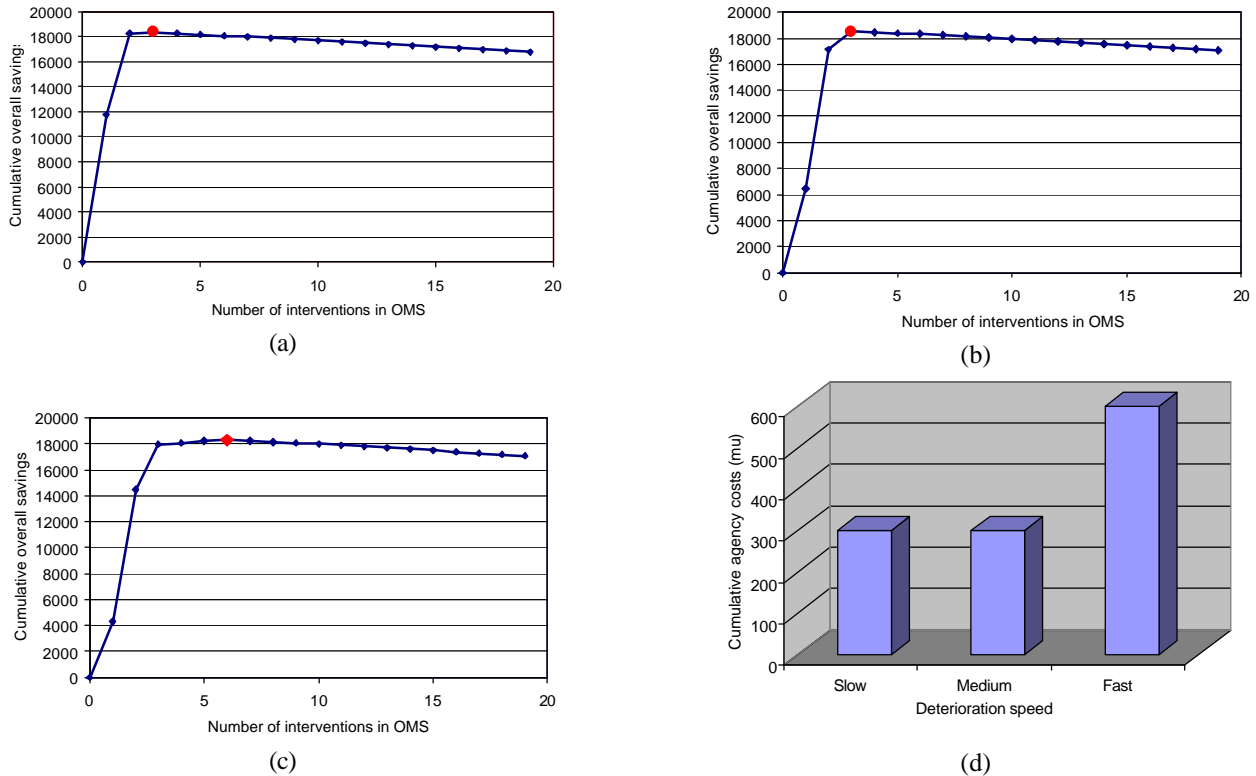 20000
18000
16000
14000
12000
10000
8000
6000
4000
2000
0
Cumulative overall savings:
0 5 10 15 20
Number of interventions in OMS
(a)
20000
18000
16000
14000
12000
10000
8000
6000
4000
2000
0
Cumulative overall savings
0 5 10 15 20
Number of interventions in OMS
(b)
20000
18000
16000
14000
12000
10000
8000
6000
4000
2000
0
Cumulative overall savings
0 5 10 15 20
Number of interventions in OMS
(c)
600
500
400
300
200
100
0
Cumulative agency costs (mu)
Slow Medium Fast
Deterioration speed
(d)